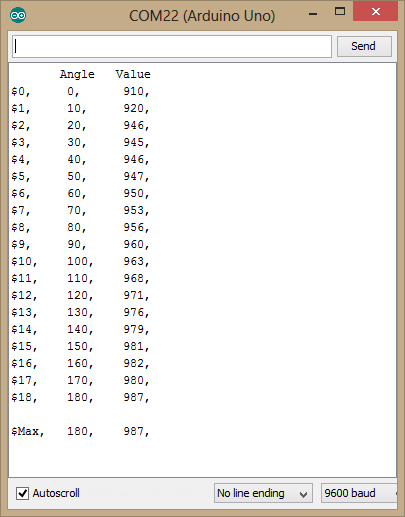 COM22 (Arduino Uno)
Send
Angle Value
$0, 0, 910,
$1, 10, 920,
$2, 20, 946,
$3, 30, 945,
$4, 40, 946,
$5, 50, 947,
$6, 60, 950,
$7, 70, 953,
$8, 80, 956,
$9, 90, 960,
$10, 100, 963,
$11, 110, 968,
$12, 120, 971,
$13, 130, 976,
$14, 140, 979,
$15, 150, 981,
$16, 160, 982,
$17, 170, 980,
$18, 180, 987,
$Max, 180, 987,
Autoscroll No line ending 9600 baud